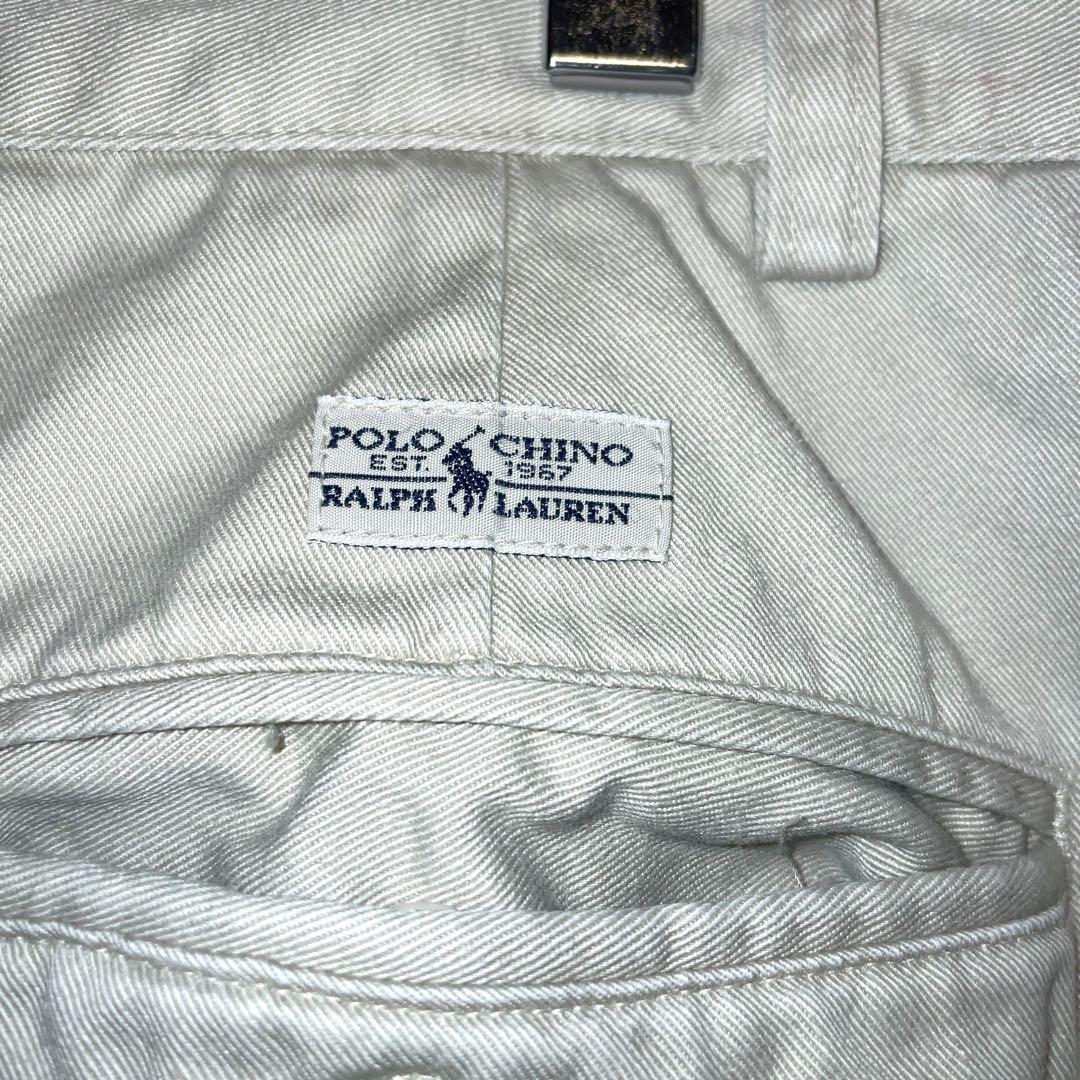 POLO CHINO
EST. 1967
RALPH LAUREN